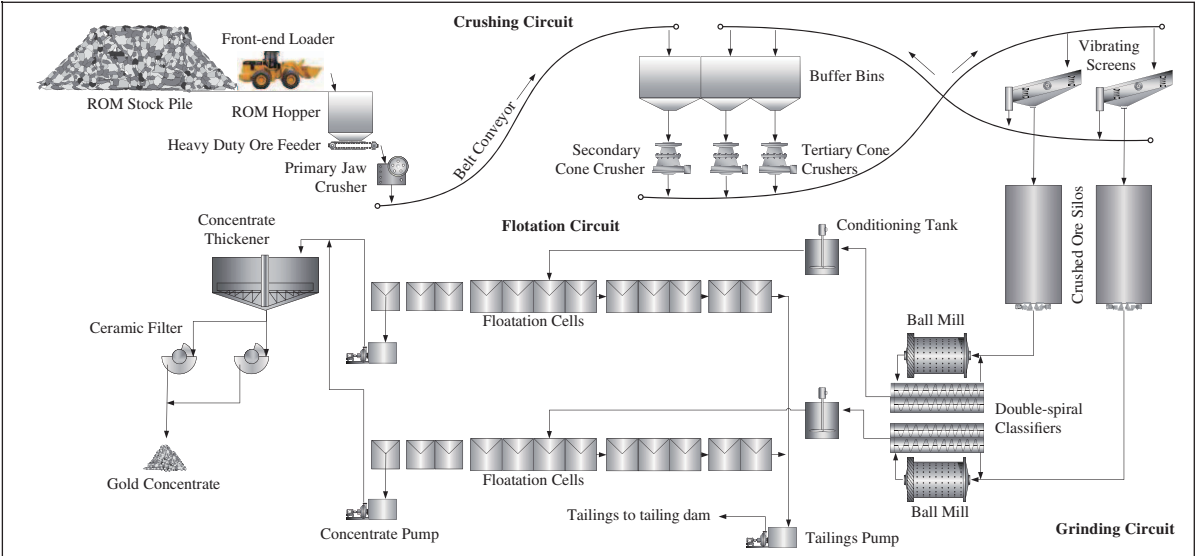 Crushing Circuit
Front-end Loader
ROM Stock Pile
ROM Hopper
Heavy Duty Ore Feeder
Primary Jaw
Crusher
Belt Conveyor
Buffer Bins
Secondary
Cone Crusher
Tertiary Cone
Crushers
Vibrating
Screens
Crushed Ore Silos
Concentrate
Thickener
Flotation Circuit
Conditioning Tank
Ceramic Filter
Floatation Cells
Ball Mill
Double-spiral
Classifiers
Gold Concentrate
Floatation Cells
Ball Mill
Concentrate Pump
Tailings to tailing dam
Tailings Pump
Grinding Circuit